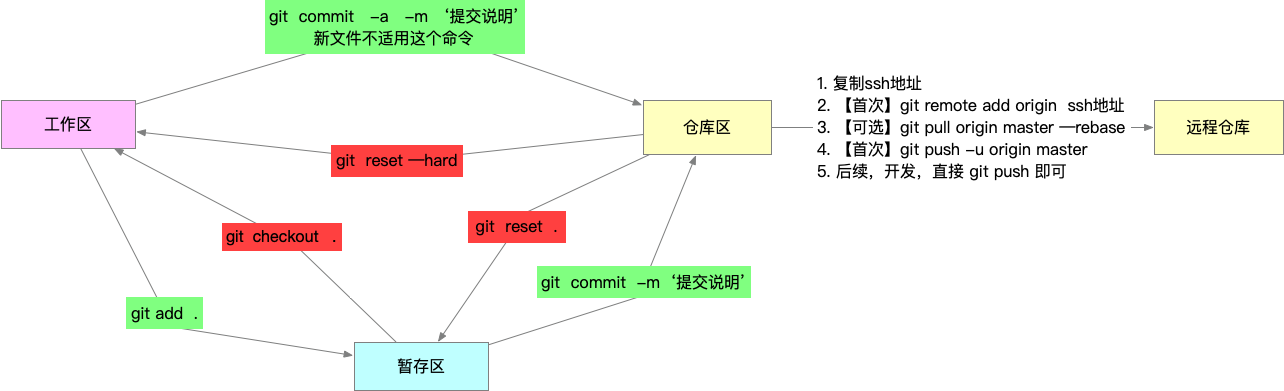 git commit –a –m ‘提交说明’
新文件不适用这个命令
工作区
仓库区
1. 复制ssh地址
2. 【首次】git remote add origin ssh地址
3. 【可选】git pull origin master —rebase
4. 【首次】git push –u origin master
5. 后续，开发，直接 git push 即可
远程仓库
git reset —hard
git checkout .
git reset .
git commit –m ‘提交说明’
git add .
暂存区